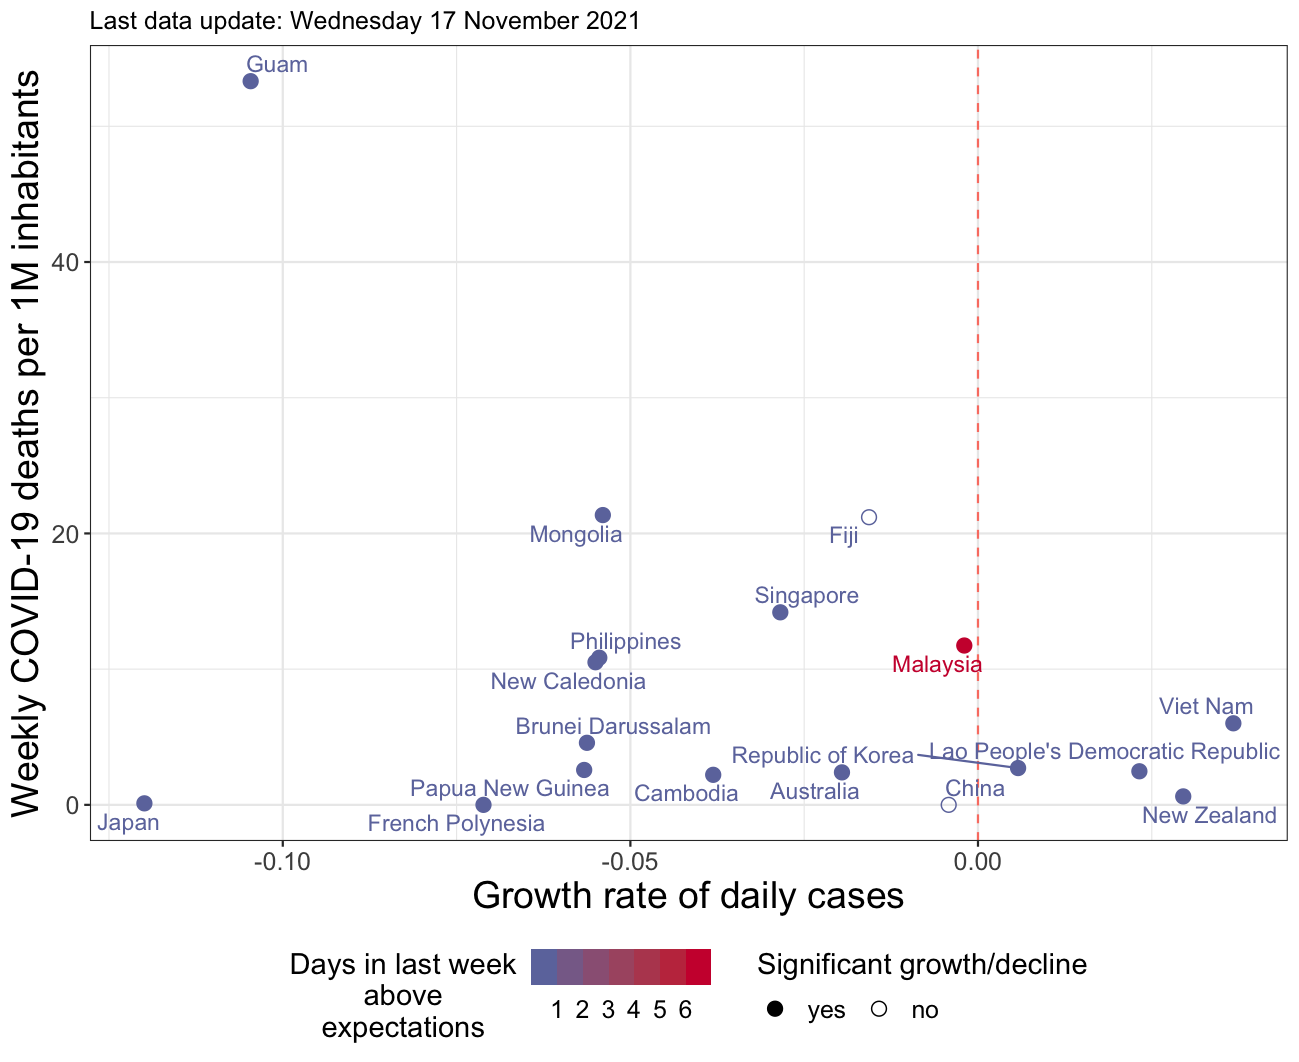 Last data update: Wednesday 17 November 2021
Weekly COVID-19 deaths per 1M inhabitants
40
20
0
Guam
Mongolia
Fiji
Singapore
Philippines
Malaysia
New Caledonia
Viet Nam
Brunei Darussalam
Republic of Korea
Lao People's Democratic Republic
Papua New Guinea
Cambodia
Australia
China
Japan
French Polynesia
New Zealand
-0.10
-0.05
0.00
Growth rate of daily cases
Days in last week
above
expectations
1 2 3 4 5 6
Significant growth/decline
yes
no